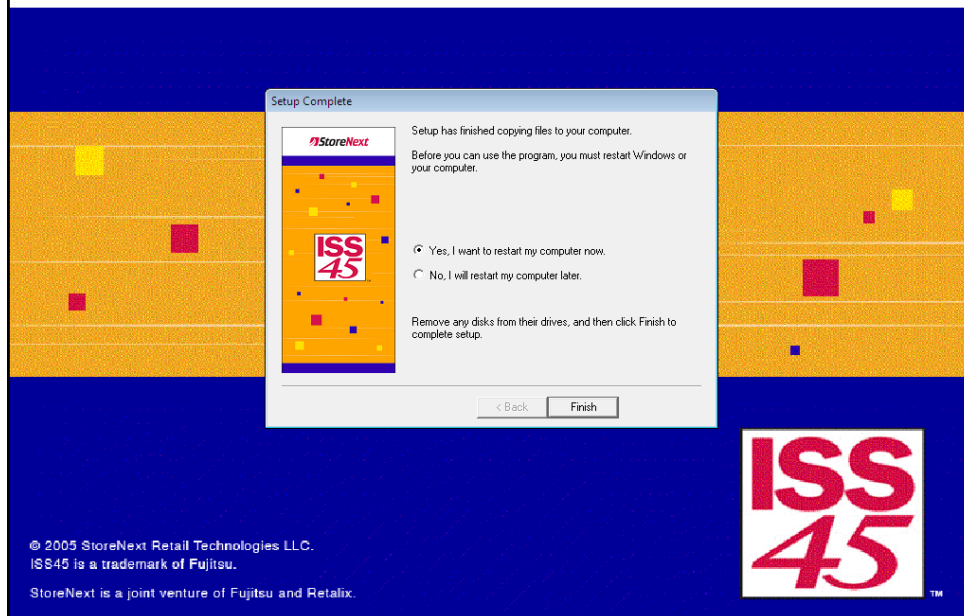 Setup Complete
StoreNext
Setup has finished copying files to your computer.
Before you can use the program, you must restart Windows or
your computer.
ISS
45
Yes, I want to restart my computer now.
No, I will restart my computer later.
Remove any disks from their drives, and then click Finish to
complete setup.
< Back
Finish
ISS
45
TM
© 2005 StoreNext Retail Technologies LLC.
ISS45 is a trademark of Fujitsu.
StoreNext is a joint venture of Fujitsu and Retalix.